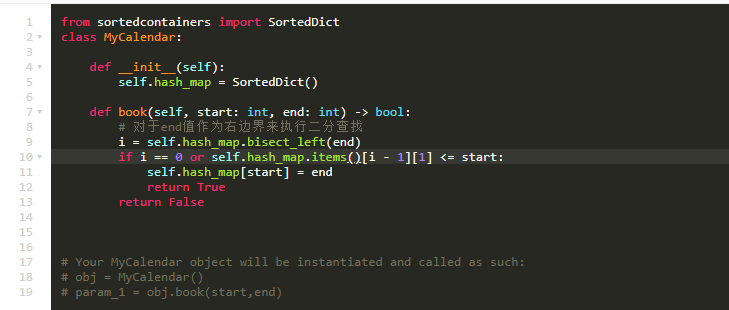 1 from sortedcontainers import SortedDict
2 class MyCalendar:
3
4     def __init__(self):
5         self.hash_map = SortedDict()
6
7     def book(self, start: int, end: int) -> bool:
8         # 对于end值作为右边界来执行二分查找
9         i = self.hash_map.bisect_left(end)
10         if i == 0 or self.hash_map.items()[i - 1][1] <= start:
11             self.hash_map[start] = end
12             return True
13         return False
14
15
16
17 # Your MyCalendar object will be instantiated and called as such:
18 # obj = MyCalendar()
19 # param_1 = obj.book(start,end)